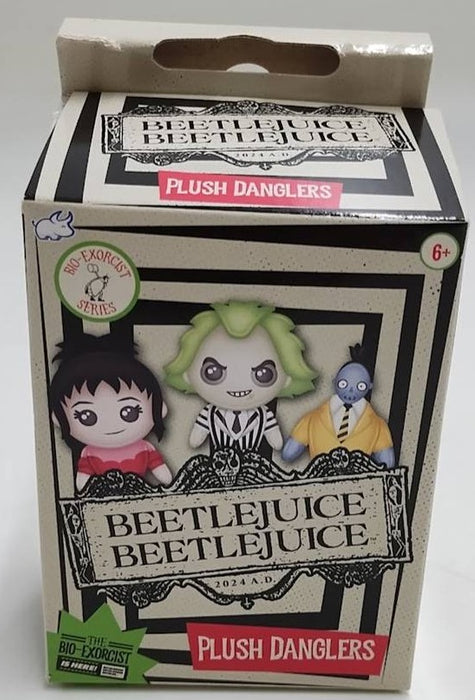 BEETLEJUICE
BEETLEJUICE
2024 A.D.
PLUSH DANGLERS
BIO-EXORCIST
SERIES
6+
BEETLEJUICE
BEETLEJUICE
2024 A.D.
THE
BIO-EXORCIST
IS HERE!
PLUSH DANGLERS